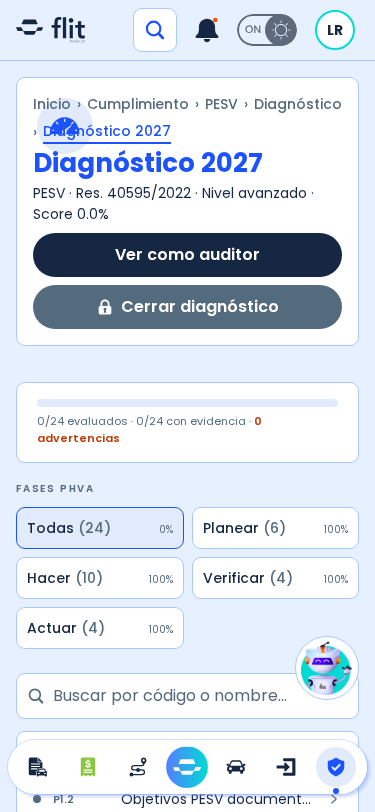 flit
ON
LR
Inicio › Cumplimiento › PESV › Diagnóstico
› Diagnóstico 2027
Diagnóstico 2027
PESV · Res. 40595/2022 · Nivel avanzado ·
Score 0.0%
Ver como auditor
Cerrar diagnóstico
0/24 evaluados · 0/24 con evidencia · 0
advertencias
FASES PHVA
Todas (24) 0%
Planear (6) 100%
Hacer (10) 100%
Verificar (4) 100%
Actuar (4) 100%
Buscar por código o nombre...
P1.2 Objetivos PESV document...